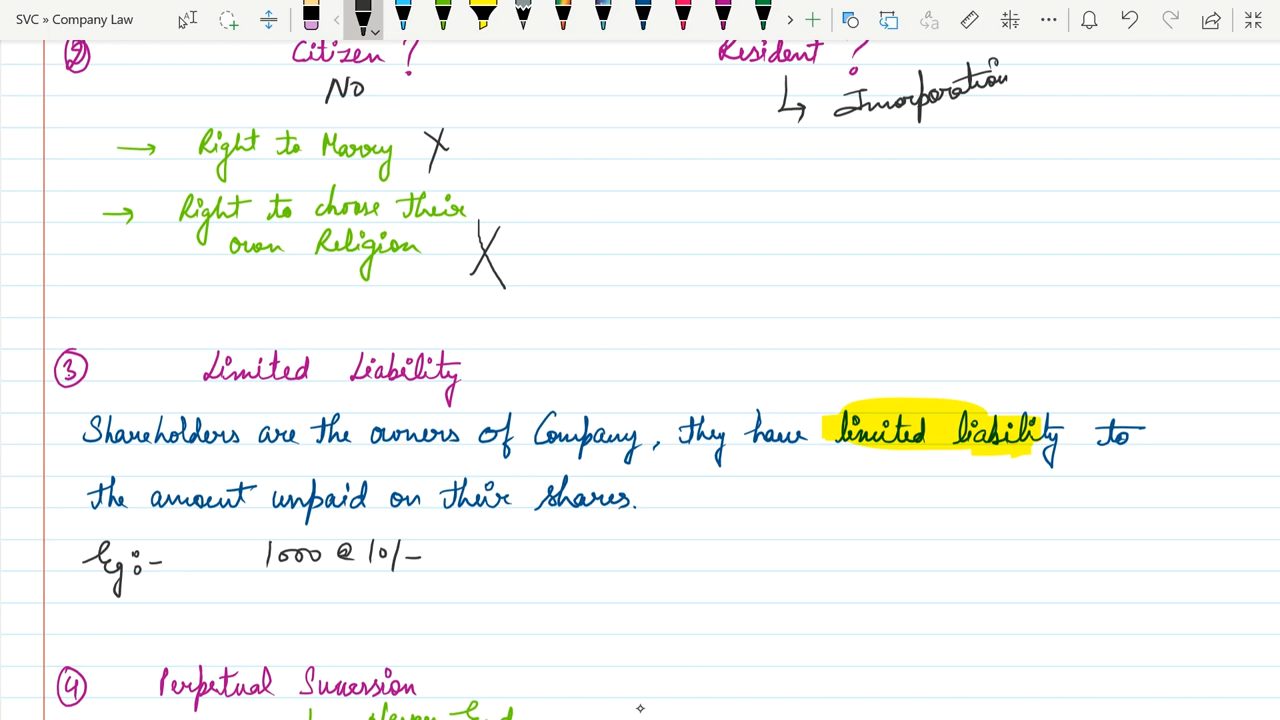 SVC » Company Law
② Citizen ? Resident ?
No ↳ Incorporation
→ Right to Marry X
→ Right to choose their
own Religion X
③ Limited Liability
Shareholders are the owners of Company, they have limited liability to
the amount unpaid on their shares.
Eg:- 1000 @ 10/-
④ Perpetual Succession